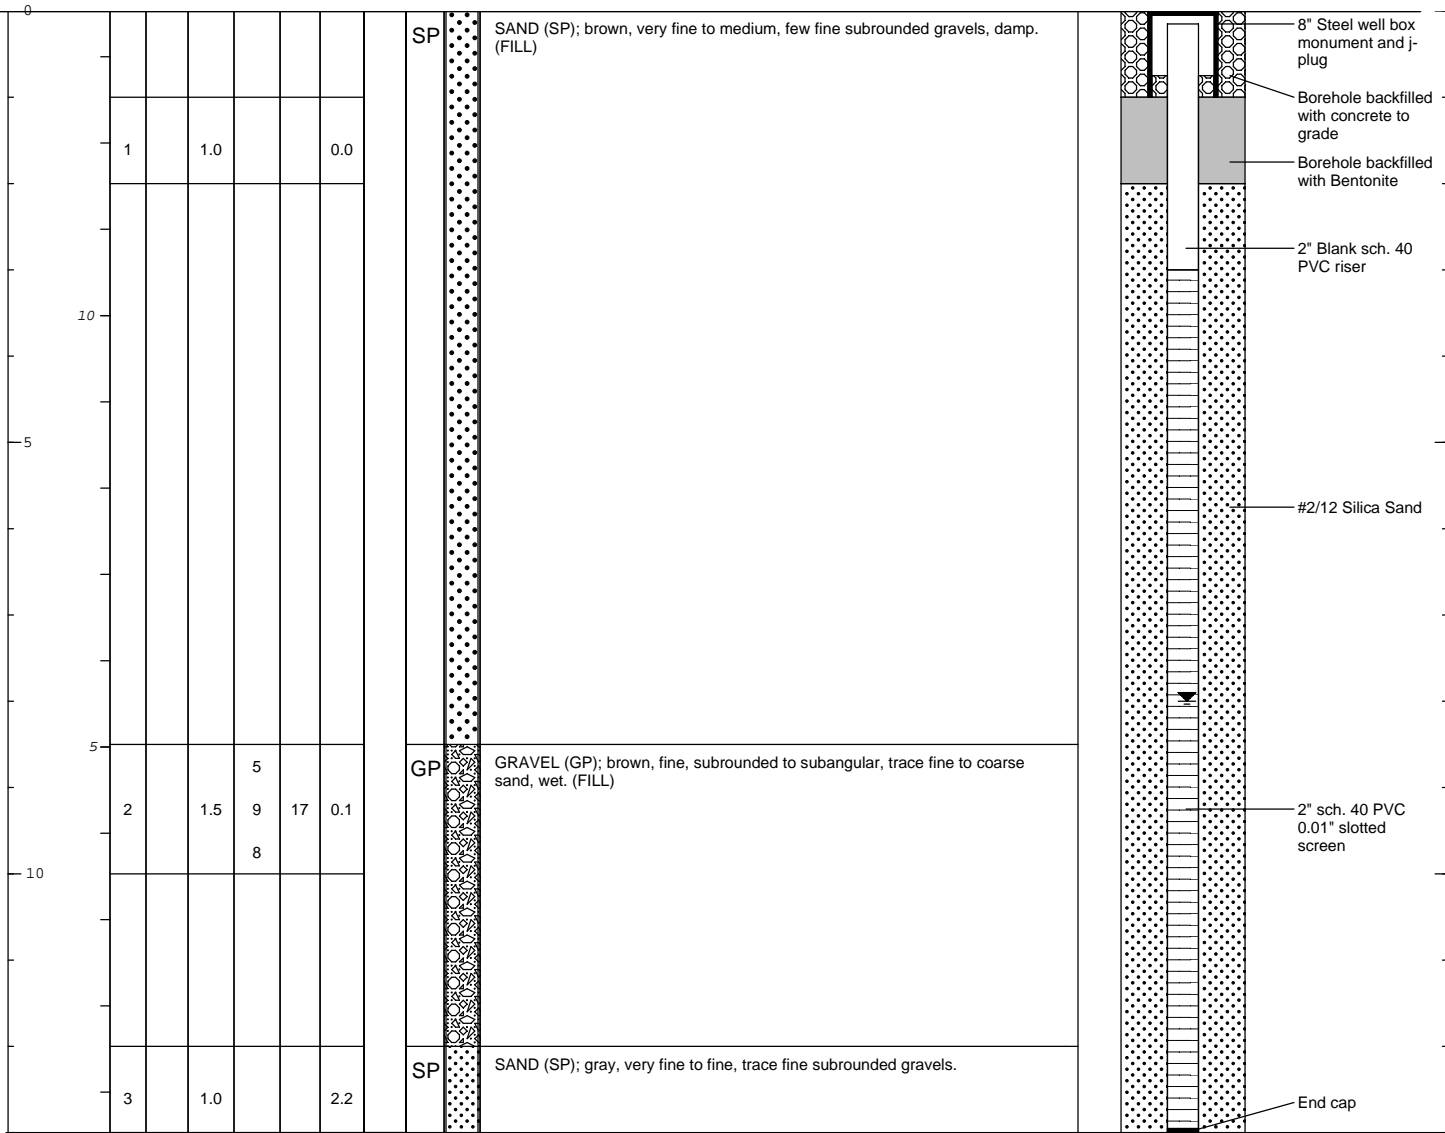 0
SP
SAND (SP); brown, very fine to medium, few fine subrounded gravels, damp.
(FILL)
8" Steel well box
monument and j-
plug
Borehole backfilled
with concrete to
grade
1 1.0 0.0
Borehole backfilled
with Bentonite
2" Blank sch. 40
PVC riser
10
5
#2/12 Silica Sand
5
GP
GRAVEL (GP); brown, fine, subrounded to subangular, trace fine to coarse
sand, wet. (FILL)
5
2 1.5 9 17 0.1
8
2" sch. 40 PVC
0.01" slotted
screen
10
SP
SAND (SP); gray, very fine to fine, trace fine subrounded gravels.
3 1.0 2.2
End cap